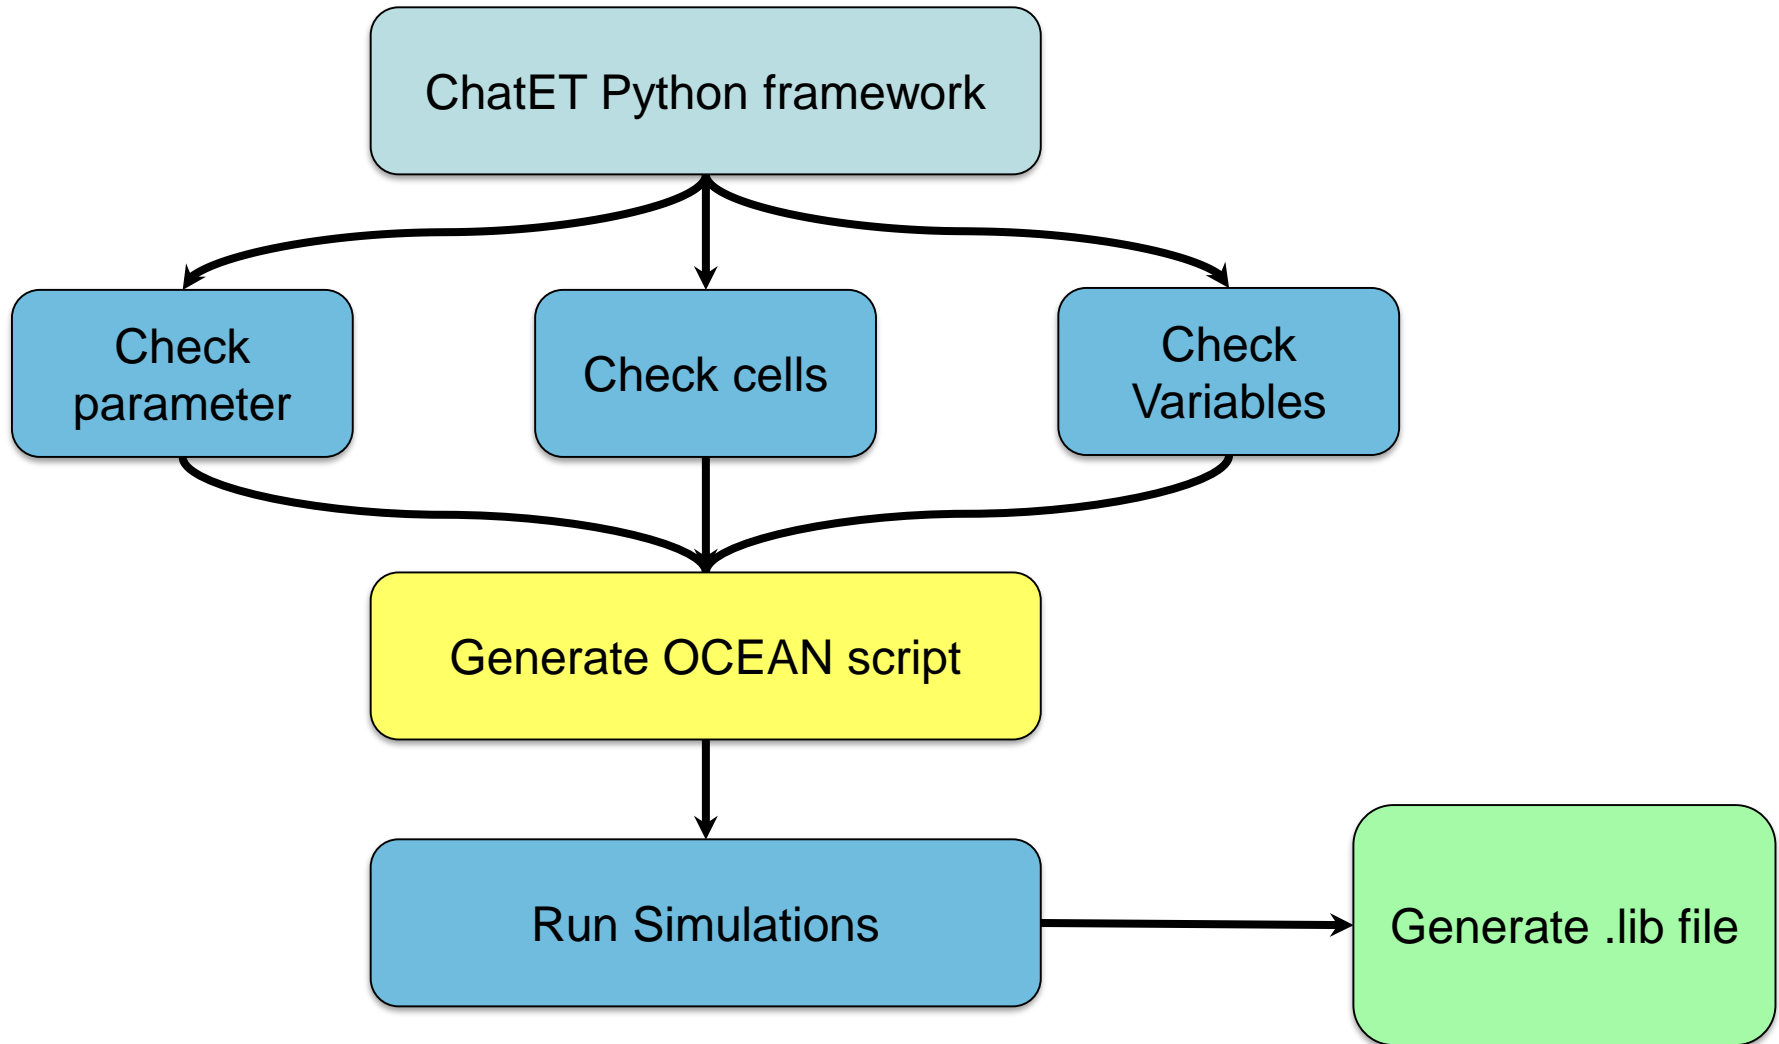 ChatET Python framework
Check
parameter
Check cells
Check
Variables
Generate OCEAN script
Run Simulations
Generate .lib file